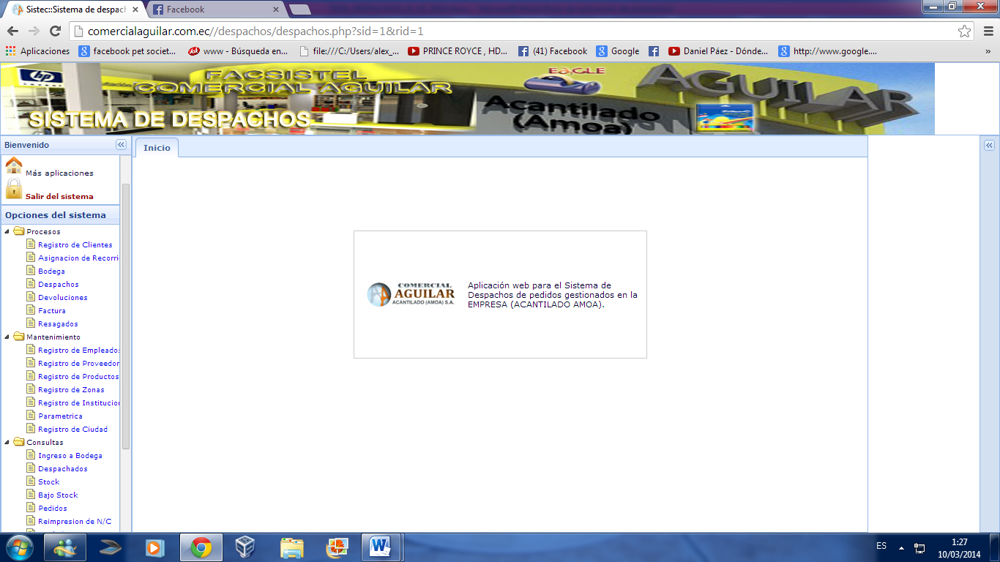 Sistec::Sistema de despach
Facebook
comercialaguilar.com.ec//despachos/despachos.php?sid=1&rid=1
Aplicaciones
facebook pet societ...
www - Búsqueda en...
file:///C:/Users/alex_...
PRINCE ROYCE , HD...
(41) Facebook
Google
Daniel Páez - Dónde...
http://www.google....
»
hp
FACSISTEL
COMERCIAL AGUILAR
SISTEMA DE DESPACHOS
EAGLE
Acantilado
(Amoa)
AGUILAR
Bienvenido
Más aplicaciones
Salir del sistema
Opciones del sistema
Procesos
Registro de Clientes
Asignacion de Recorri
Bodega
Despachos
Devoluciones
Factura
Resagados
Mantenimiento
Registro de Empleados
Registro de Proveedor
Registro de Productos
Registro de Zonas
Registro de Institucion
Parametrica
Registro de Ciudad
Consultas
Ingreso a Bodega
Despachados
Stock
Bajo Stock
Pedidos
Reimpresion de N/C
Inicio
COMERCIAL
AGUILAR
ACANTILADO (AMOA) S.A.
Aplicación web para el Sistema de
Despachos de pedidos gestionados en la
EMPRESA (ACANTILADO AMOA).
ES
1:27
10/03/2014